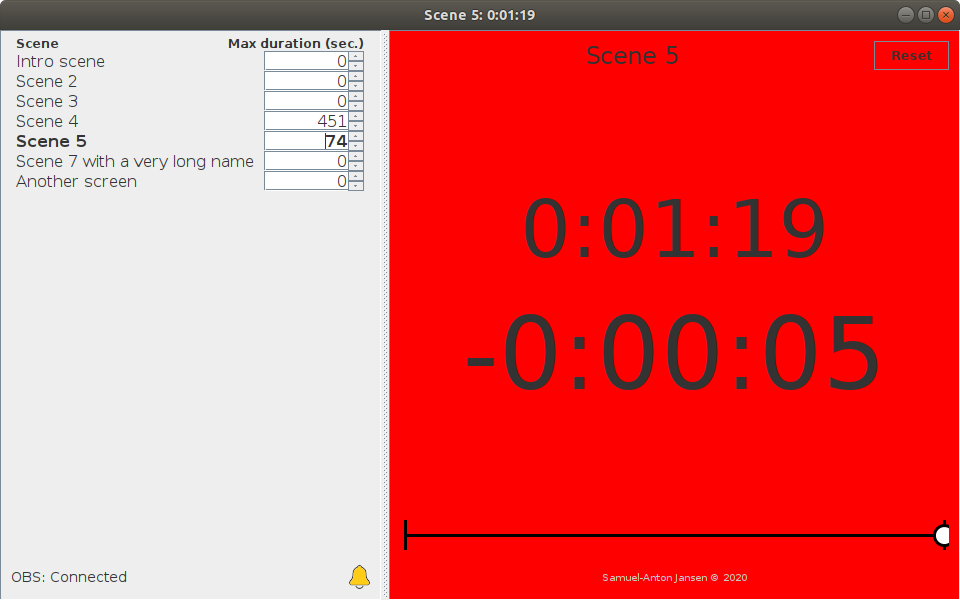 Scene 5: 0:01:19
Scene Max duration (sec.)
Intro scene 0
Scene 2 0
Scene 3 0
Scene 4 451
Scene 5 74
Scene 7 with a very long name 0
Another screen 0
OBS: Connected
Scene 5
Reset
0:01:19
-0:00:05
Samuel-Anton Jansen © 2020